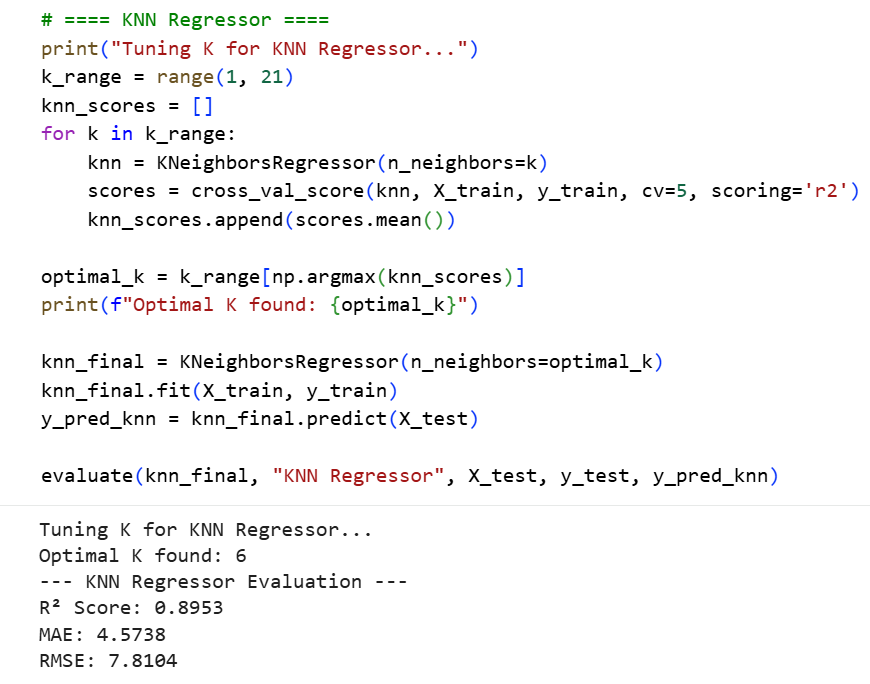 # ==== KNN Regressor ====
print("Tuning K for KNN Regressor...")
k_range = range(1, 21)
knn_scores = []
for k in k_range:
    knn = KNeighborsRegressor(n_neighbors=k)
    scores = cross_val_score(knn, X_train, y_train, cv=5, scoring='r2')
    knn_scores.append(scores.mean())

optimal_k = k_range[np.argmax(knn_scores)]
print(f"Optimal K found: {optimal_k}")

knn_final = KNeighborsRegressor(n_neighbors=optimal_k)
knn_final.fit(X_train, y_train)
y_pred_knn = knn_final.predict(X_test)

evaluate(knn_final, "KNN Regressor", X_test, y_test, y_pred_knn)
Tuning K for KNN Regressor...
Optimal K found: 6
--- KNN Regressor Evaluation ---
R² Score: 0.8953
MAE: 4.5738
RMSE: 7.8104